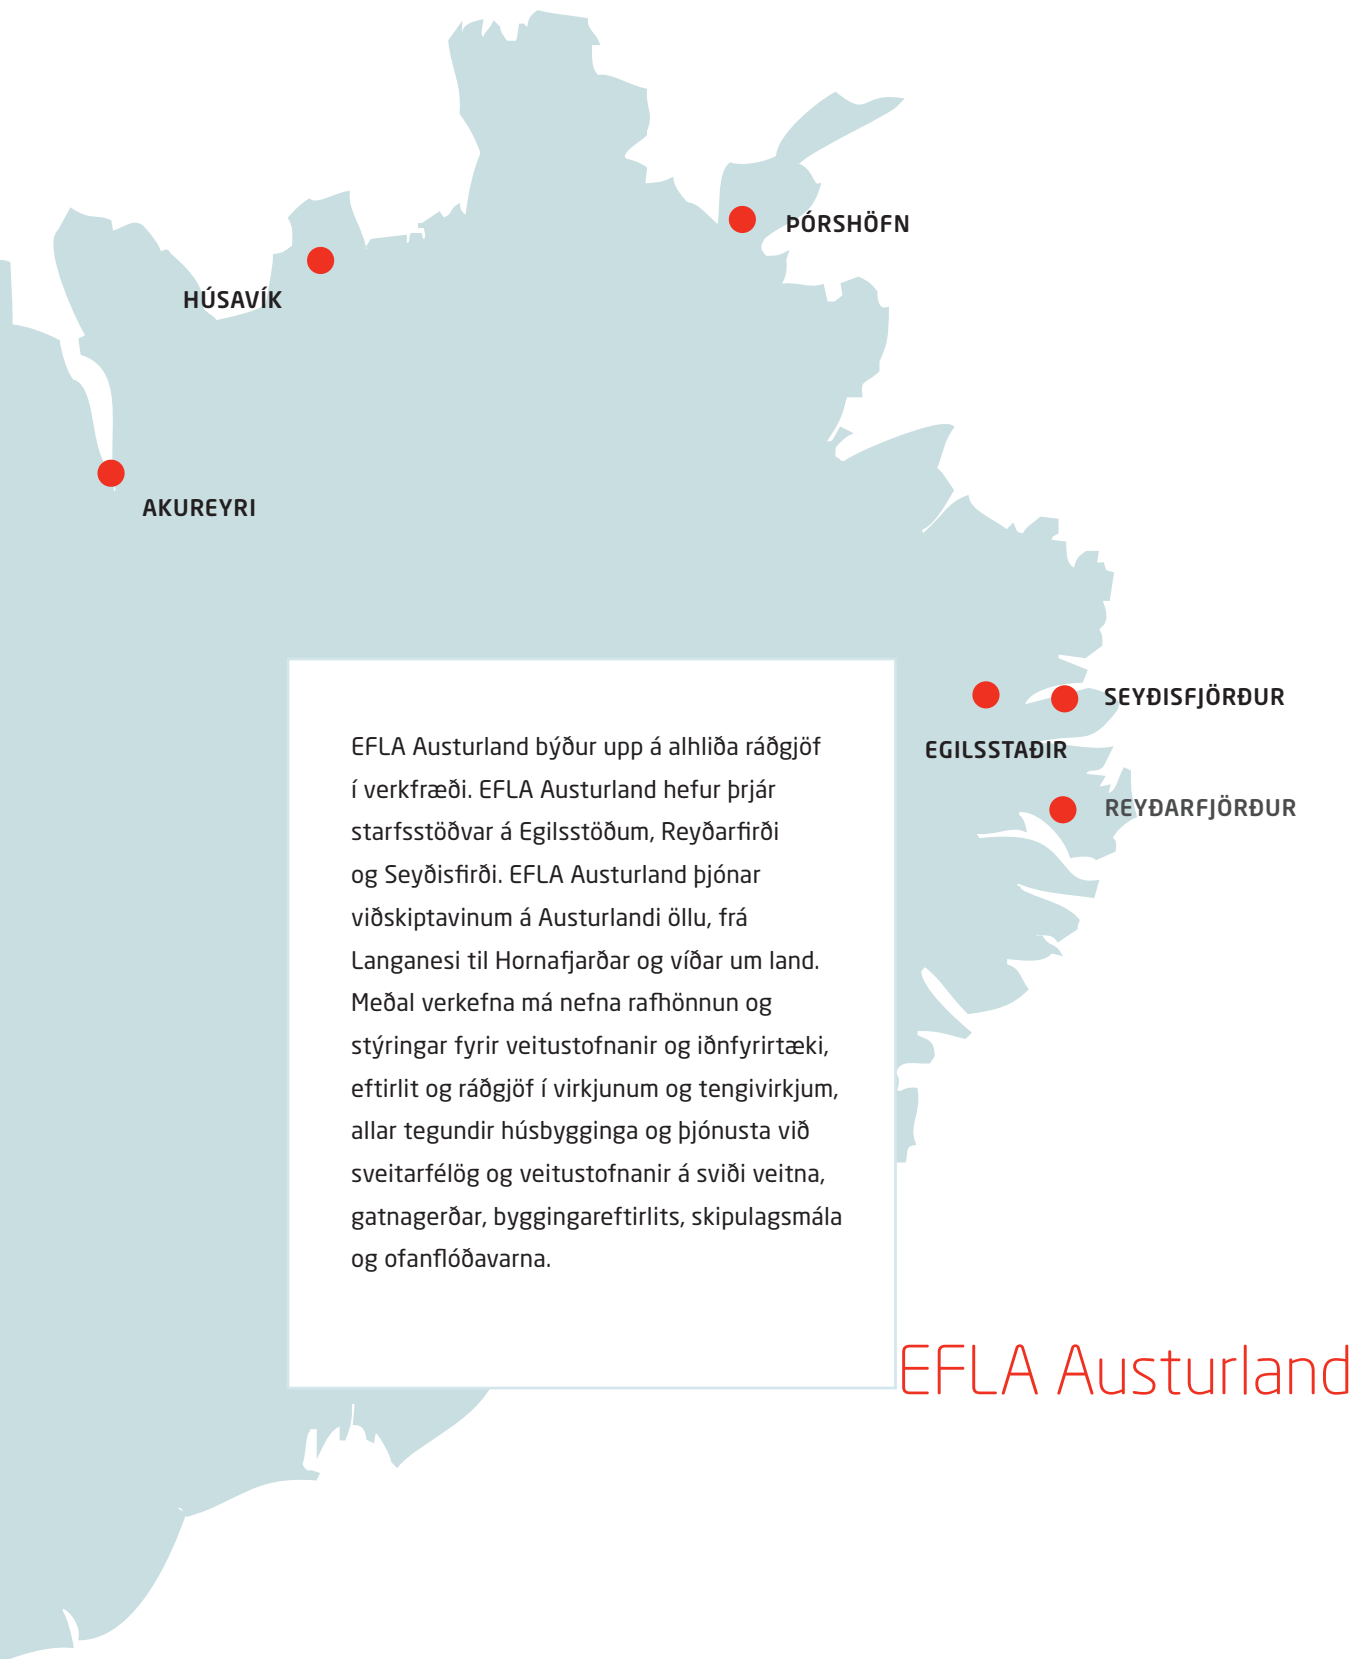 ÞÓRSHÖFN
HÚSAVÍK
AKUREYRI
SEYÐISFJÖRÐUR
EGILSSTAÐIR
REYÐARFJÖRÐUR
EFLA Austurland býður upp á alhliða ráðgjöf
í verkfræði. EFLA Austurland hefur þrjár
starfsstöðvar á Egilsstöðum, Reyðarfirði
og Seyðisfirði. EFLA Austurland þjónar
viðskiptavinum á Austurlandi öllu, frá
Langanesi til Hornafjarðar og víðar um land.
Meðal verkefna má nefna rafhönnun og
stýringar fyrir veitustofnanir og iðnfyrirtæki,
eftirlit og ráðgjöf í virkjunum og tengivirkjum,
allar tegundir húsbygginga og þjónusta við
sveitarfélög og veitustofnanir á sviði veitna,
gatnagerðar, byggingareftirlits, skipulagsmála
og ofanflóðavarna.
EFLA Austurland